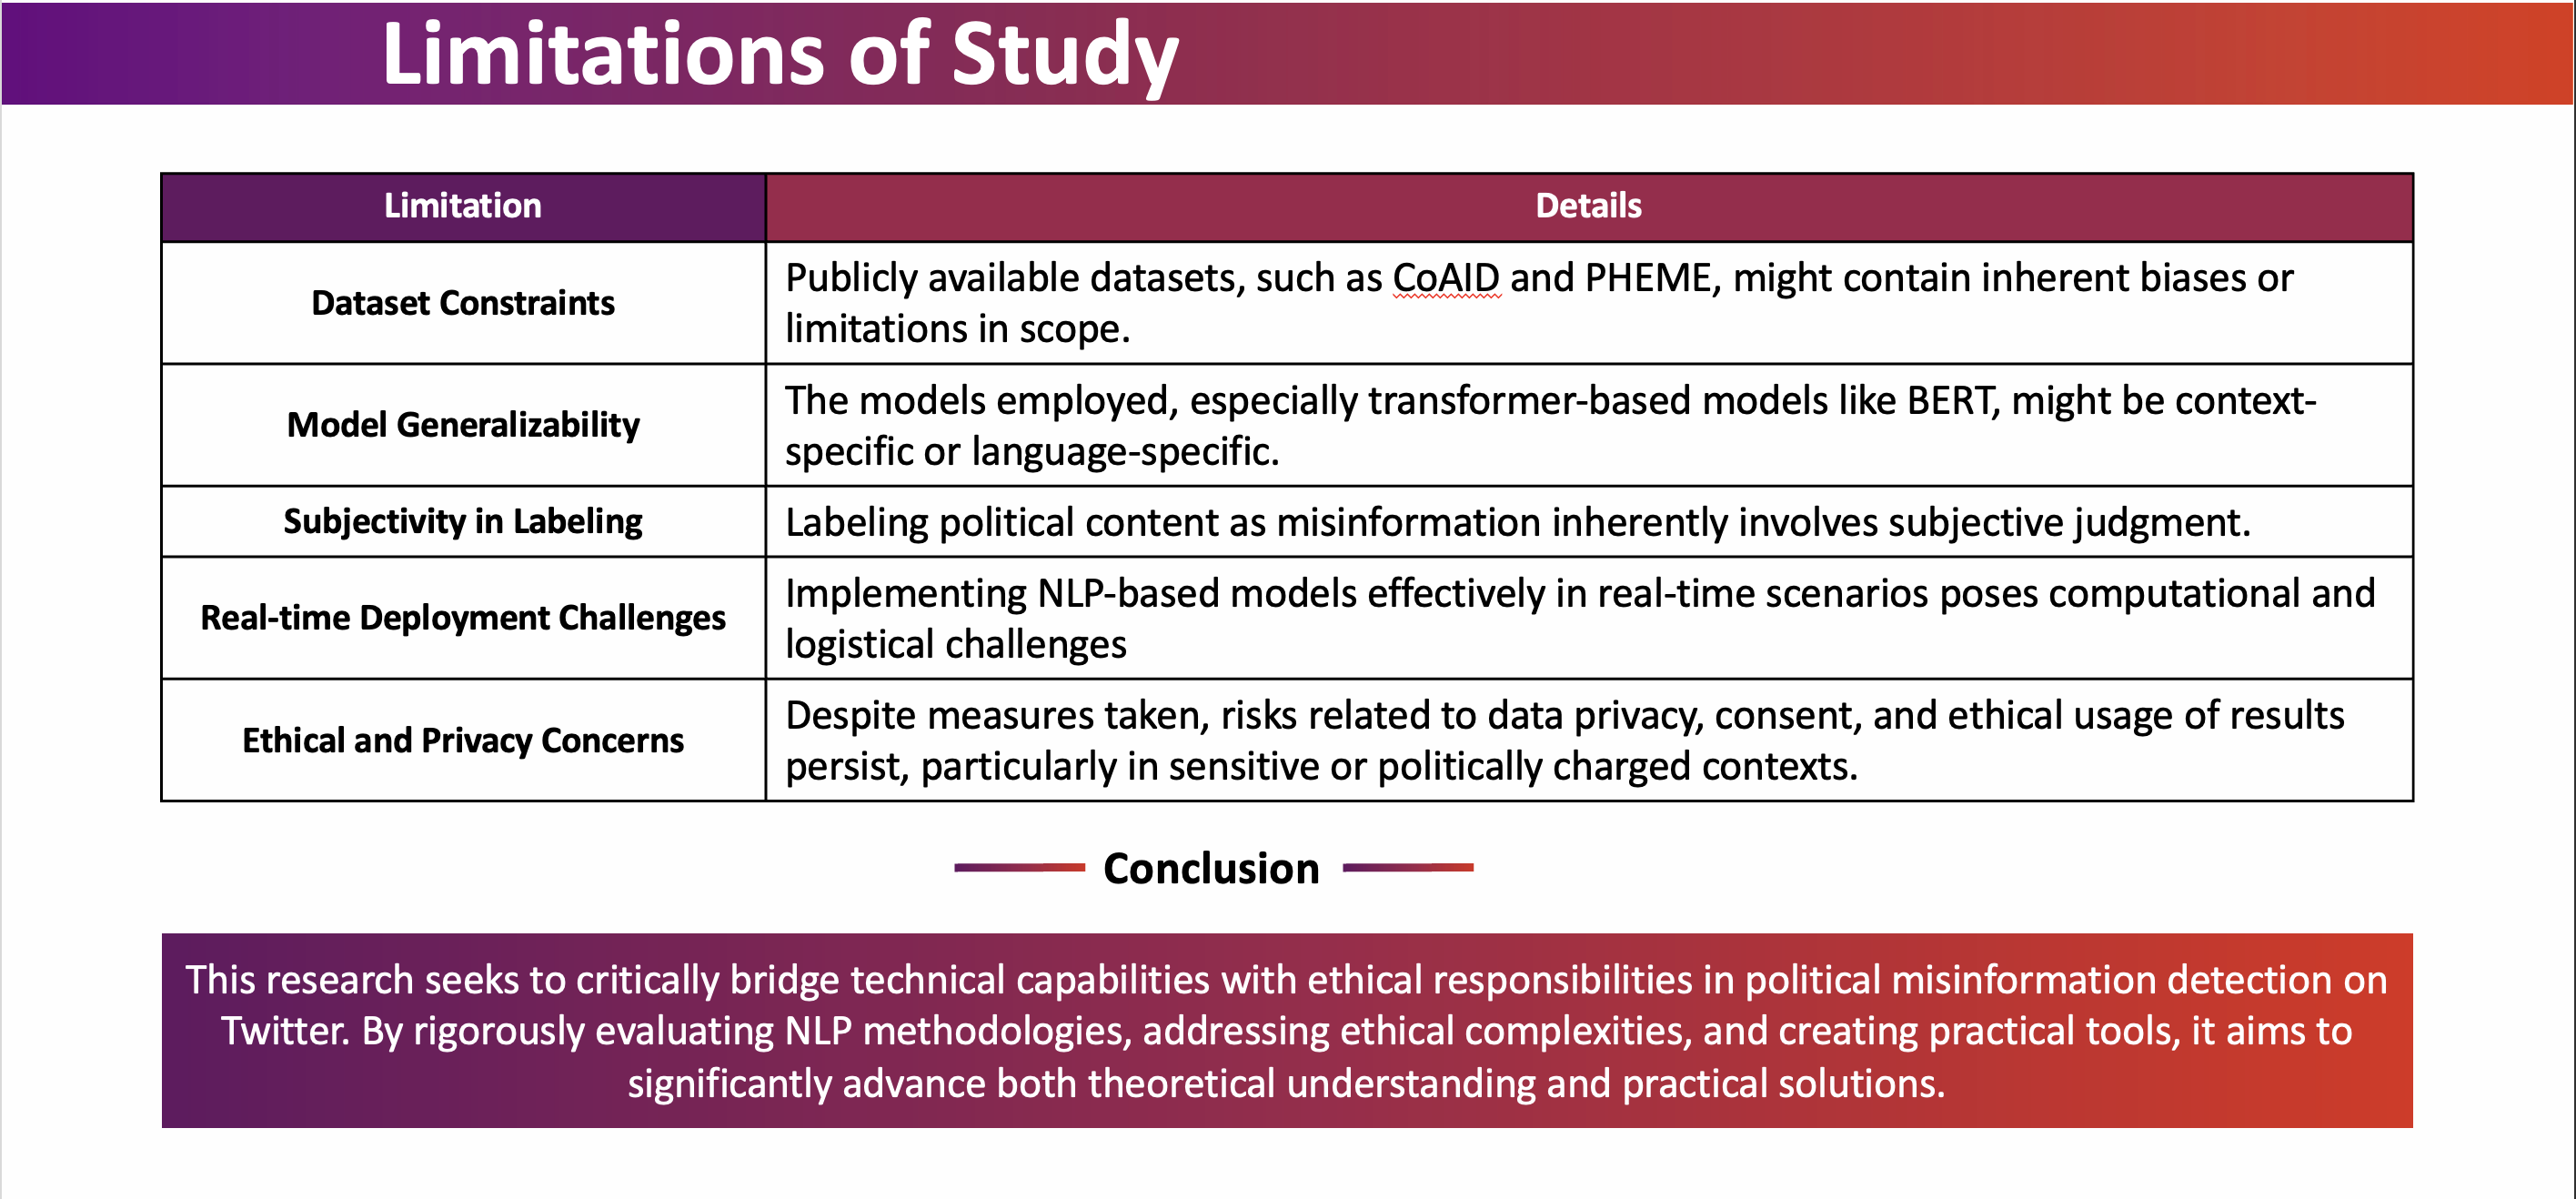 Limitations of Study
Limitation
Details
Dataset Constraints
Publicly available datasets, such as CoAID and PHEME, might contain inherent biases or
limitations in scope.
Model Generalizability
The models employed, especially transformer-based models like BERT, might be context-
specific or language-specific.
Subjectivity in Labeling
Labeling political content as misinformation inherently involves subjective judgment.
Real-time Deployment Challenges
Implementing NLP-based models effectively in real-time scenarios poses computational and
logistical challenges
Ethical and Privacy Concerns
Despite measures taken, risks related to data privacy, consent, and ethical usage of results
persist, particularly in sensitive or politically charged contexts.
Conclusion
This research seeks to critically bridge technical capabilities with ethical responsibilities in political misinformation detection on
Twitter. By rigorously evaluating NLP methodologies, addressing ethical complexities, and creating practical tools, it aims to
significantly advance both theoretical understanding and practical solutions.